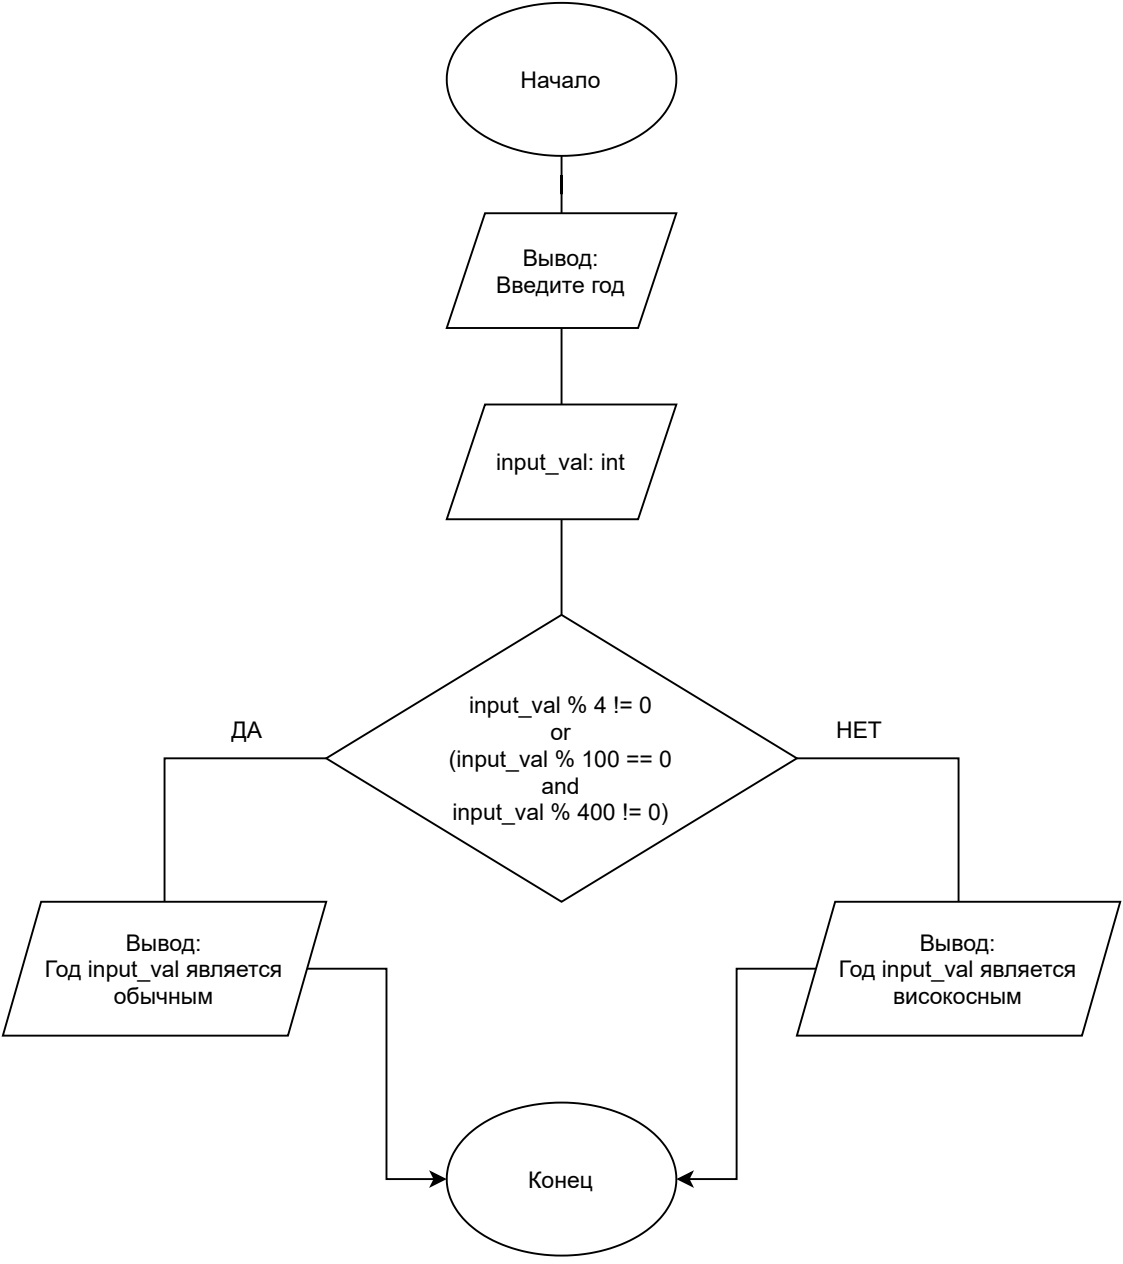 Начало
Вывод:
Введите год
input_val: int
input_val % 4 != 0
or
(input_val % 100 == 0
and
input_val % 400 != 0)
ДА
НЕТ
Вывод:
Год input_val является
обычным
Вывод:
Год input_val является
високосным
Конец